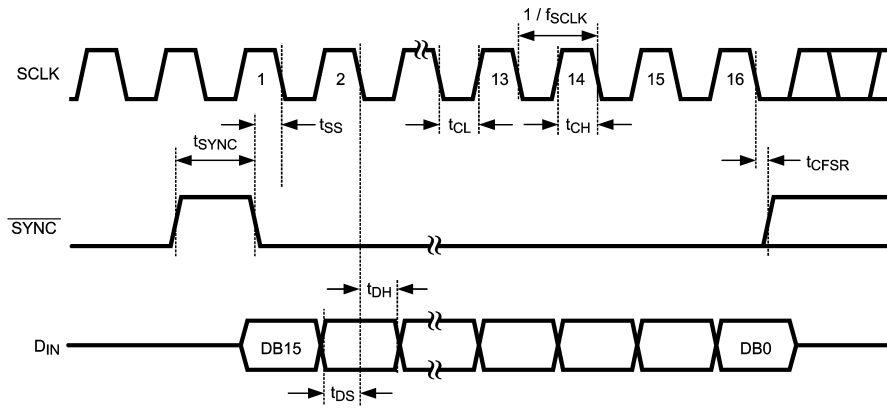 1 / fSCLK
SCLK
1
2
13
14
15
16
tSS
tCL
tCH
tSYNC
tCFSR
SYNC
tDH
DIN
DB15
DB0
tDS